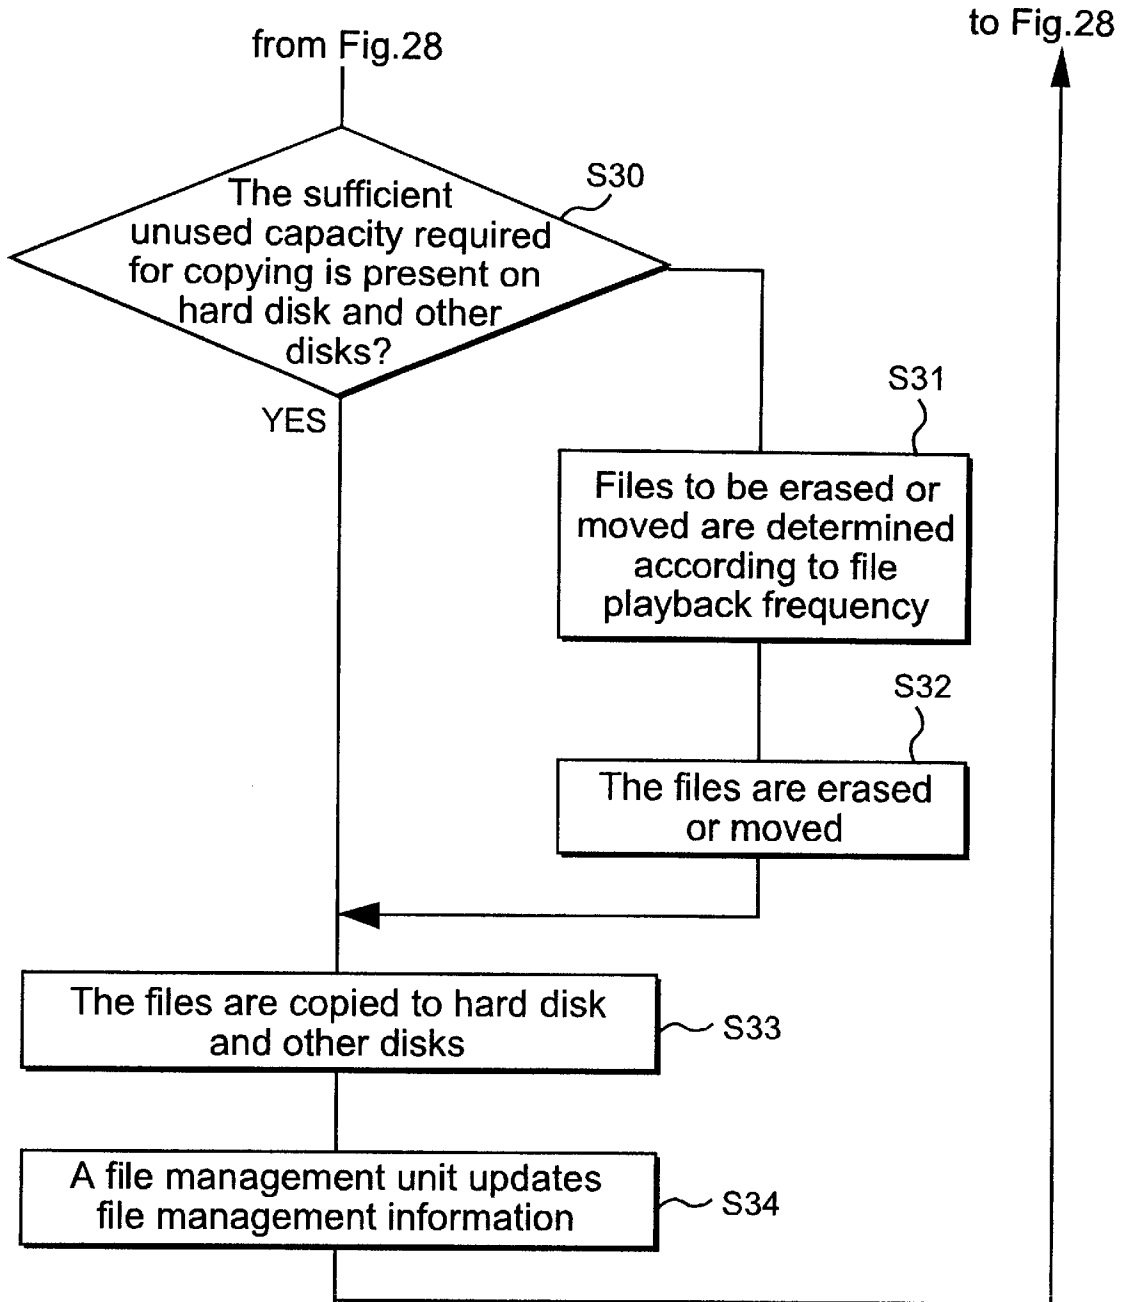 from Fig.28
to Fig.28
S30
The sufficient
unused capacity required
for copying is present on
hard disk and other
disks?
YES
S31
Files to be erased or
moved are determined
according to file
playback frequency
S32
The files are erased
or moved
The files are copied to hard disk
and other disks
S33
A file management unit updates
file management information
S34